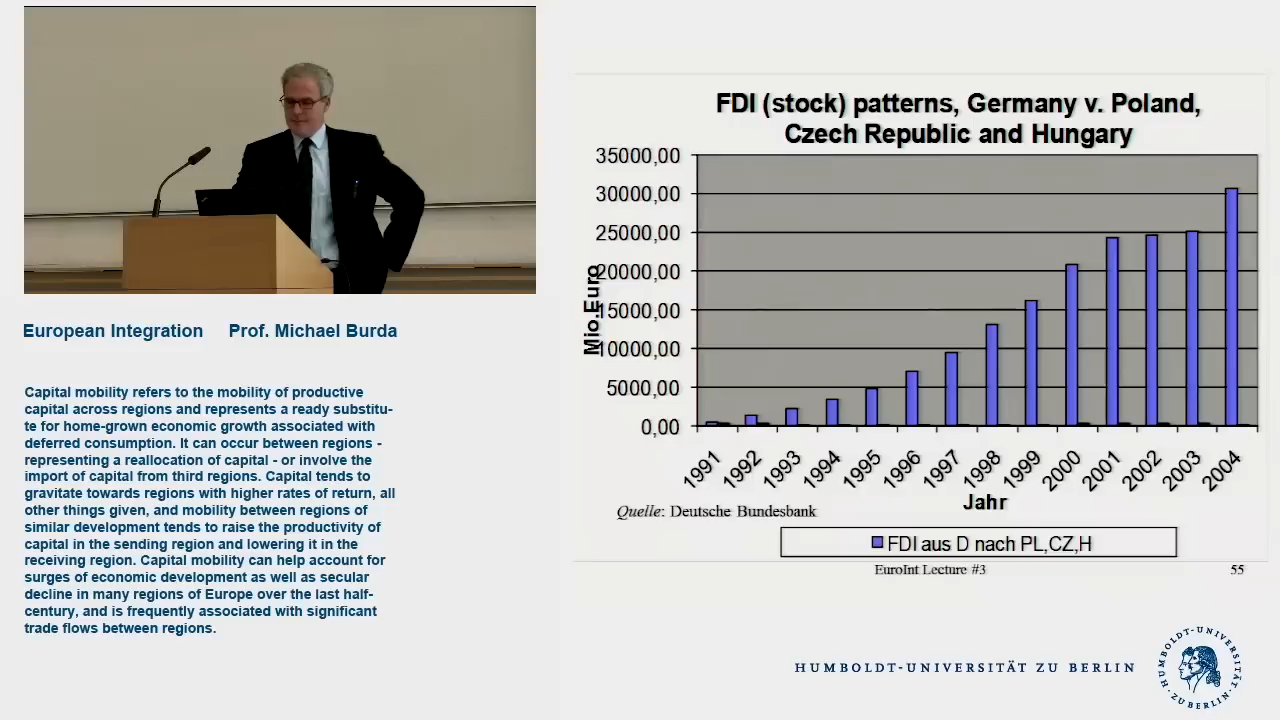 European Integration Prof. Michael Burda
Capital mobility refers to the mobility of productive
capital across regions and represents a ready substitu-
te for home-grown economic growth associated with
deferred consumption. It can occur between regions -
representing a reallocation of capital - or involve the
import of capital from third regions. Capital tends to
gravitate towards regions with higher rates of return, all
other things given, and mobility between regions of
similar development tends to raise the productivity of
capital in the sending region and lowering it in the
receiving region. Capital mobility can help account for
surges of economic development as well as secular
decline in many regions of Europe over the last half-
century, and is frequently associated with significant
trade flows between regions.
FDI (stock) patterns, Germany v. Poland,
Czech Republic and Hungary
35000,00
30000,00
25000,00
20000,00
15000,00
10000,00
5000,00
0,00
Mio.Euro
1991 1992 1993 1994 1995 1996 1997 1998 1999 2000 2001 2002 2003 2004
Jahr
Quelle: Deutsche Bundesbank
FDI aus D nach PL,CZ,H
EuroInt Lecture #3 55
HUMBOLDT-UNIVERSITÄT ZU BERLIN
HUMBOLDT-UNIVERSITÄT · ZU BERLIN ·